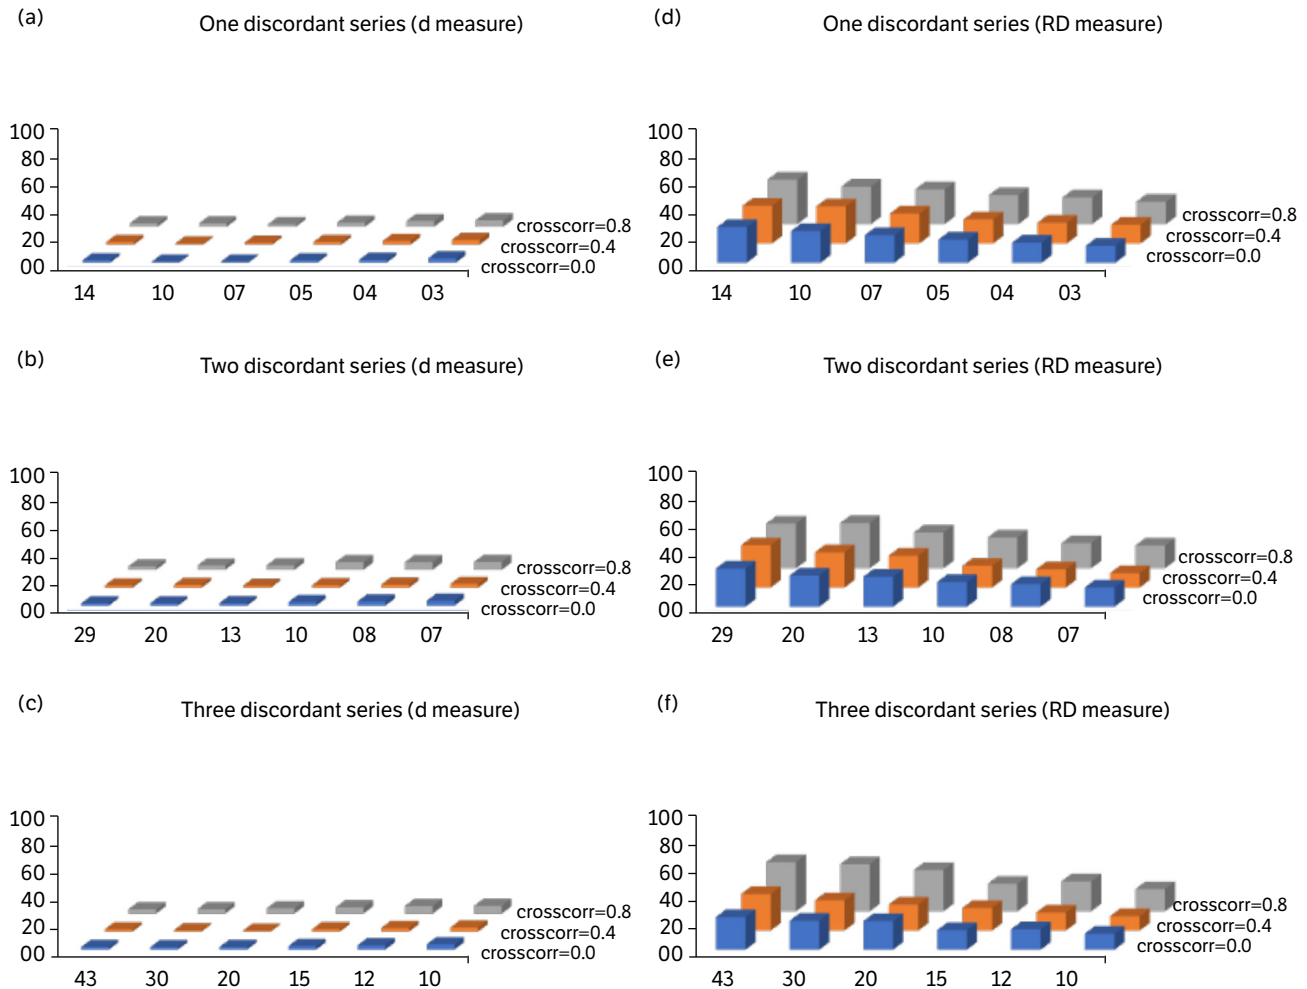 (a)
One discordant series (d measure)
100
80
60
40
20
00
crosscorr=0.8
crosscorr=0.4
crosscorr=0.0
14 10 07 05 04 03
(d)
One discordant series (RD measure)
100
80
60
40
20
00
crosscorr=0.8
crosscorr=0.4
crosscorr=0.0
14 10 07 05 04 03
(b)
Two discordant series (d measure)
100
80
60
40
20
00
crosscorr=0.8
crosscorr=0.4
crosscorr=0.0
29 20 13 10 08 07
(e)
Two discordant series (RD measure)
100
80
60
40
20
00
crosscorr=0.8
crosscorr=0.4
crosscorr=0.0
29 20 13 10 08 07
(c)
Three discordant series (d measure)
100
80
60
40
20
00
crosscorr=0.8
crosscorr=0.4
crosscorr=0.0
43 30 20 15 12 10
(f)
Three discordant series (RD measure)
100
80
60
40
20
00
crosscorr=0.8
crosscorr=0.4
crosscorr=0.0
43 30 20 15 12 10